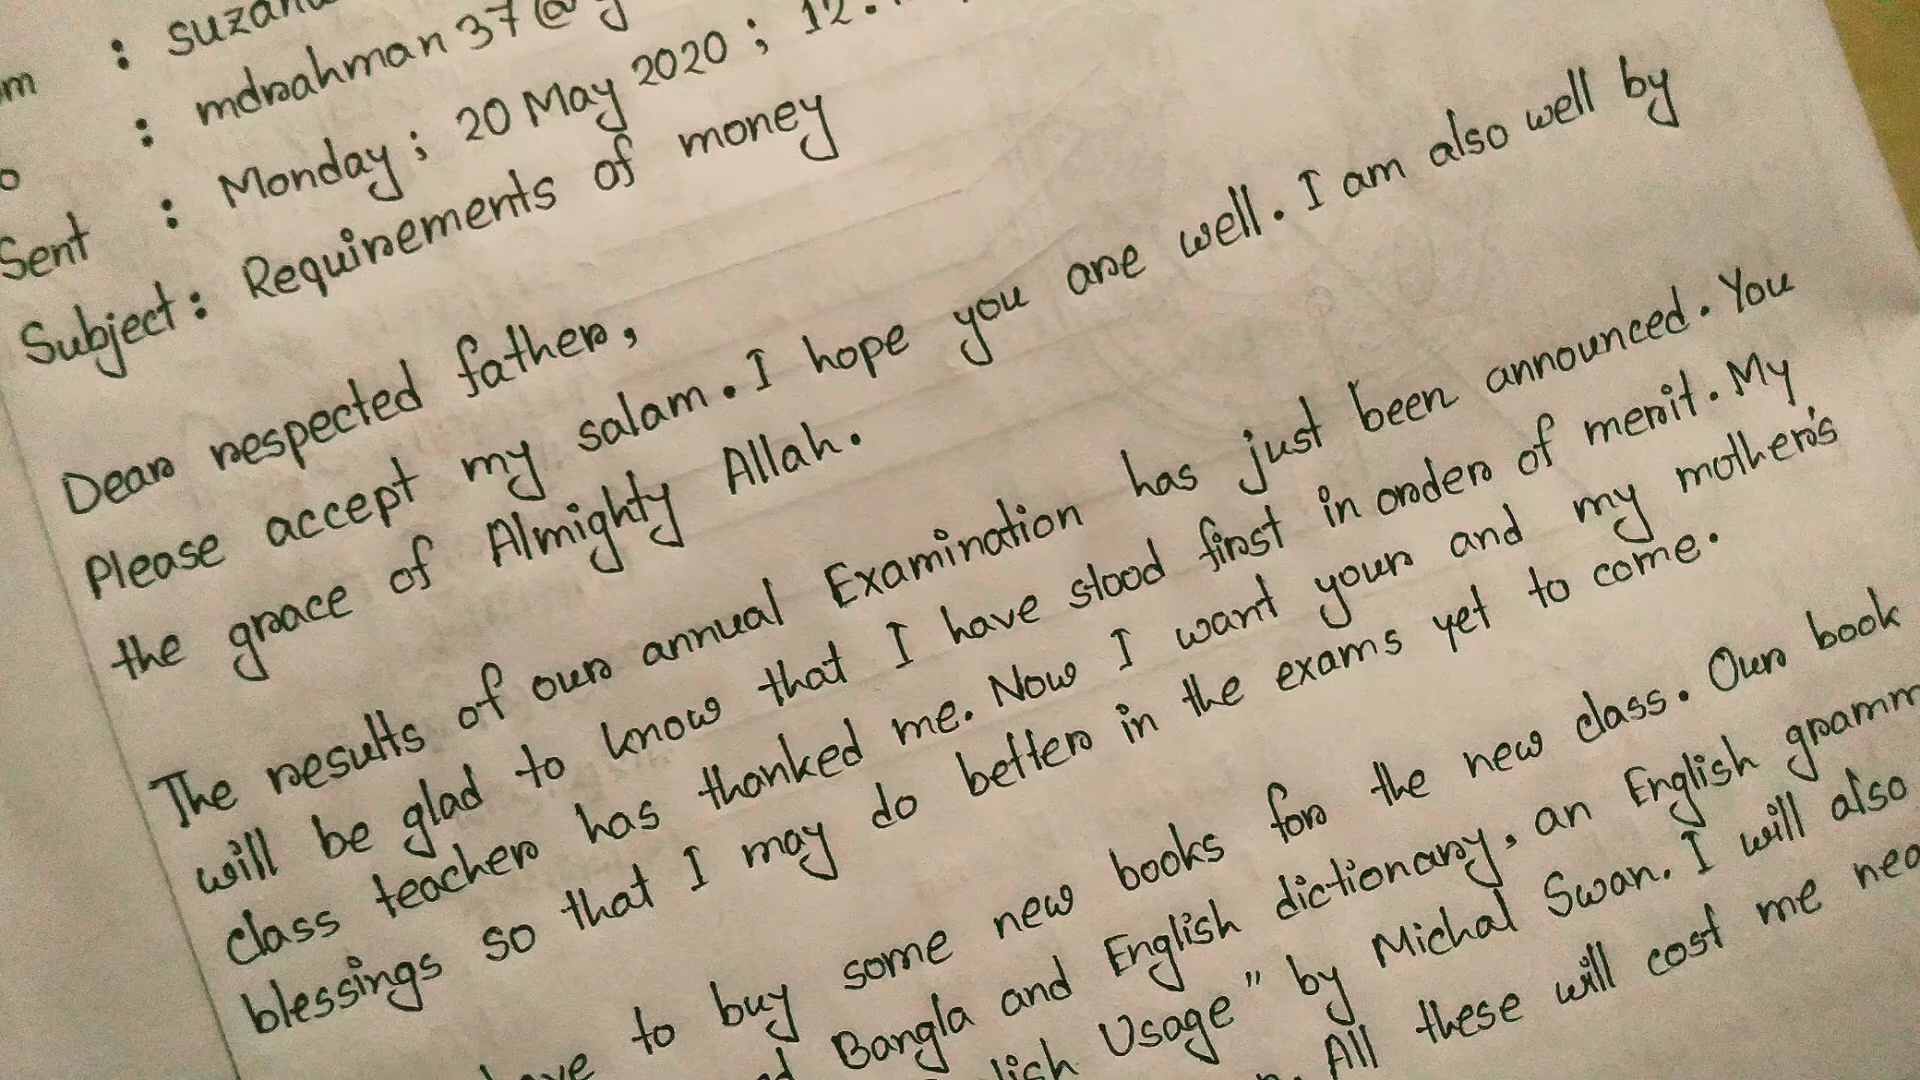 : suzan
: mdrahman37@g
Sent : Monday; 20 May 2020; 12.
Subject: Requirements of money
Dear respected father,
Please accept my salam. I hope you are well. I am also well by
the grace of Almighty Allah.
The results of our annual Examination has just been announced. You
will be glad to know that I have stood first in order of merit. My
class teacher has thanked me. Now I want your and my mother's
blessings so that I may do better in the exams yet to come.
to buy some new books for the new class. Our book
Bangla and English dictionary, an English gramm
Usage" by Michal Swan. I will also
All these will cost me